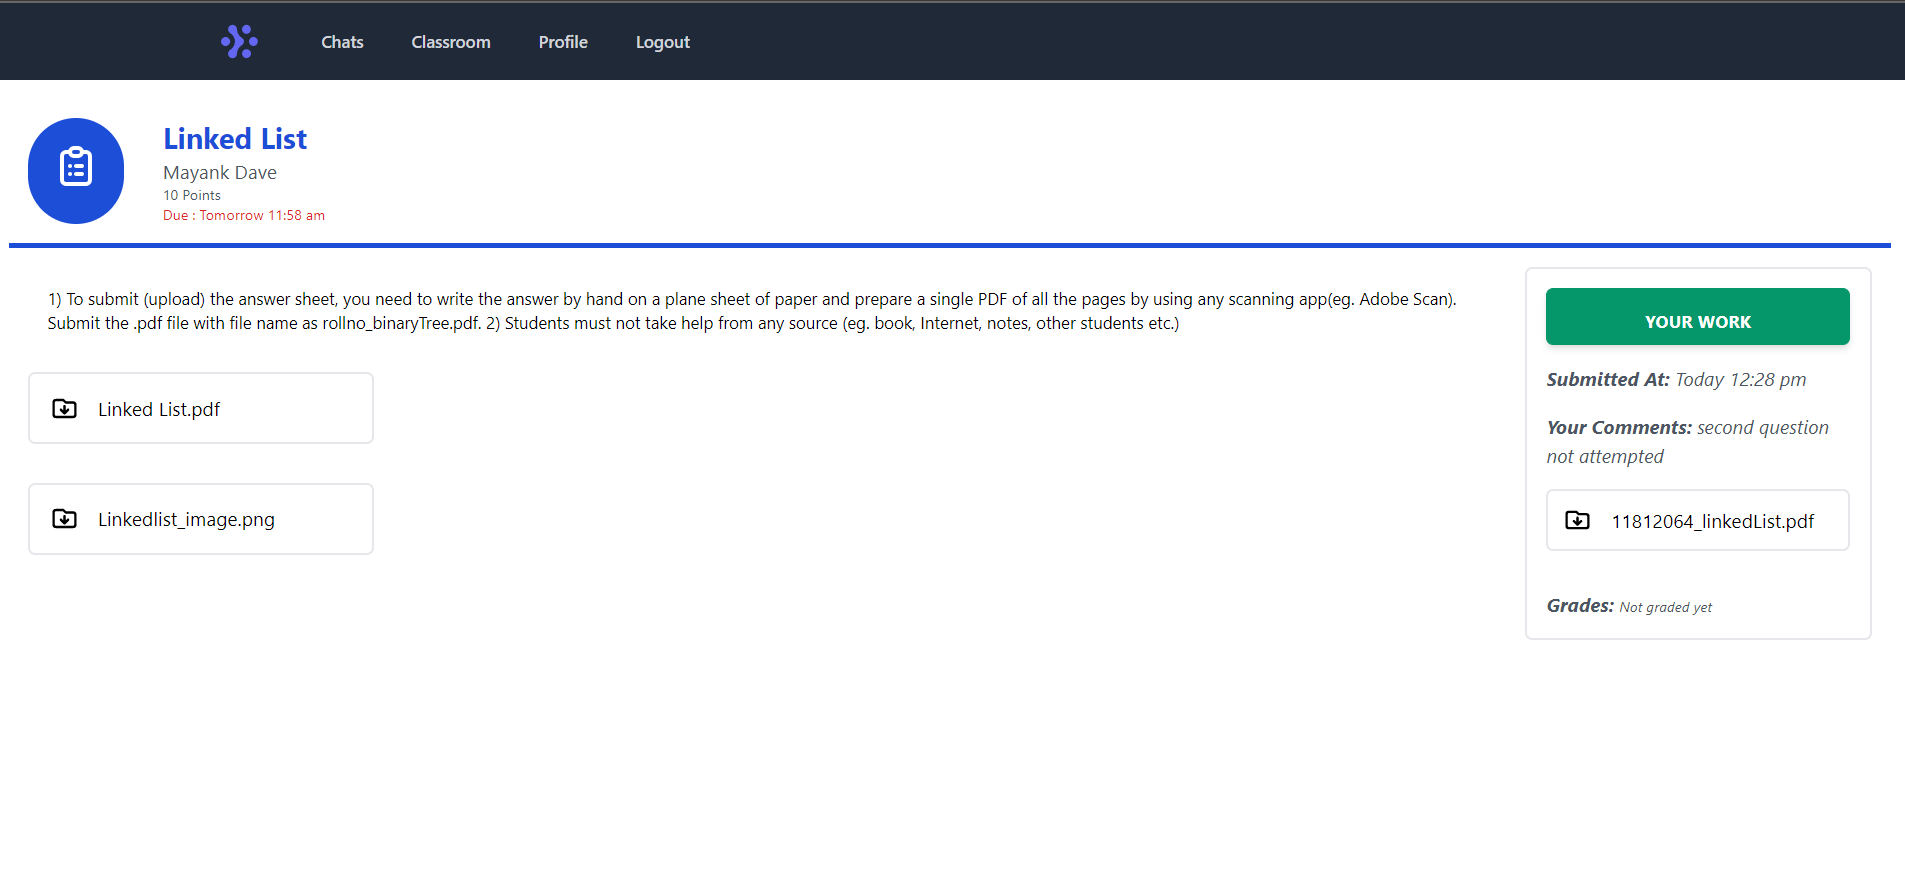 Chats Classroom Profile Logout
Linked List
Mayank Dave
10 Points
Due : Tomorrow 11:58 am
1) To submit (upload) the answer sheet, you need to write the answer by hand on a plane sheet of paper and prepare a single PDF of all the pages by using any scanning app(eg. Adobe Scan).
Submit the .pdf file with file name as rollno_binaryTree.pdf. 2) Students must not take help from any source (eg. book, Internet, notes, other students etc.)
Linked List.pdf
Linkedlist_image.png
YOUR WORK
Submitted At: Today 12:28 pm
Your Comments: second question
not attempted
11812064_linkedList.pdf
Grades: Not graded yet